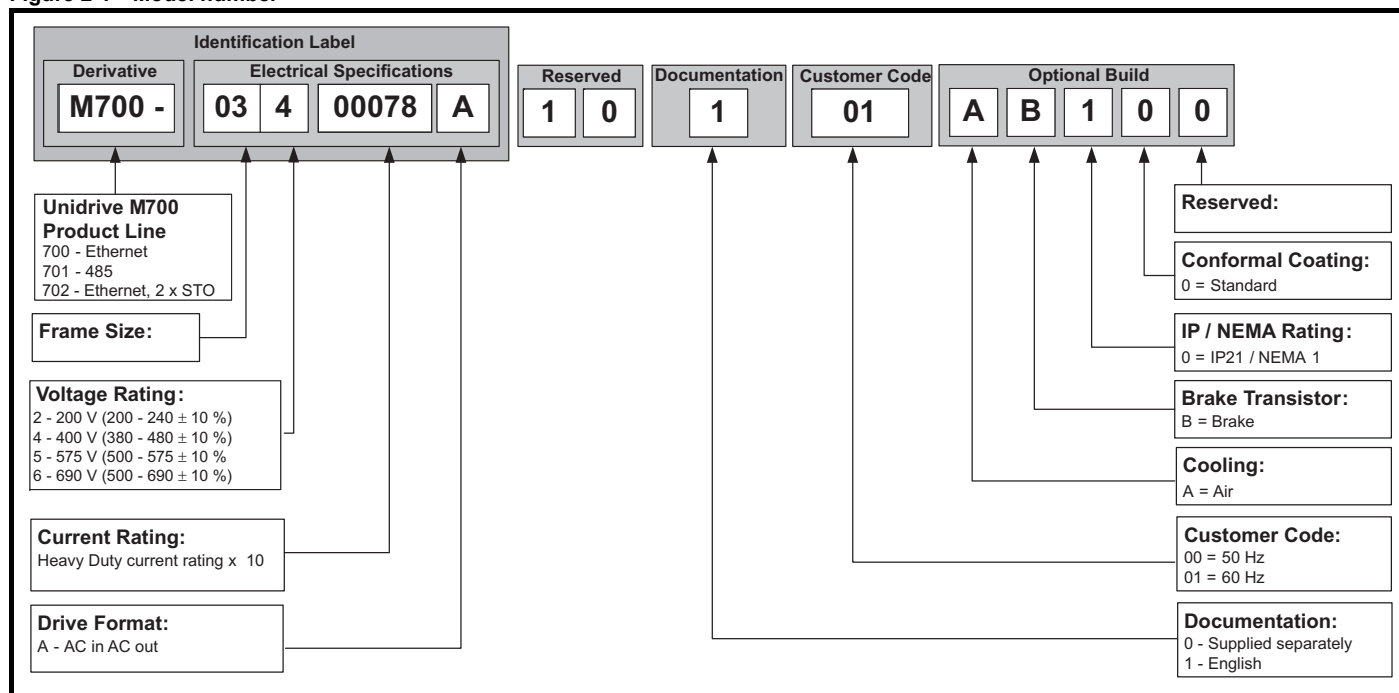 Figure 2-1 Model number
Identification Label
Derivative
Electrical Specifications
Reserved
Documentation
Customer Code
Optional Build
M700 -
03 4 00078 A
1 0
1
01
A B 1 0 0
Unidrive M700
Product Line
700 - Ethernet
701 - 485
702 - Ethernet, 2 x STO
Frame Size:
Voltage Rating:
2 - 200 V (200 - 240 ± 10 %)
4 - 400 V (380 - 480 ± 10 %)
5 - 575 V (500 - 575 ± 10 %
6 - 690 V (500 - 690 ± 10 %)
Current Rating:
Heavy Duty current rating x 10
Drive Format:
A - AC in AC out
Reserved:
Conformal Coating:
0 = Standard
IP / NEMA Rating:
0 = IP21 / NEMA 1
Brake Transistor:
B = Brake
Cooling:
A = Air
Customer Code:
00 = 50 Hz
01 = 60 Hz
Documentation:
0 - Supplied separately
1 - English